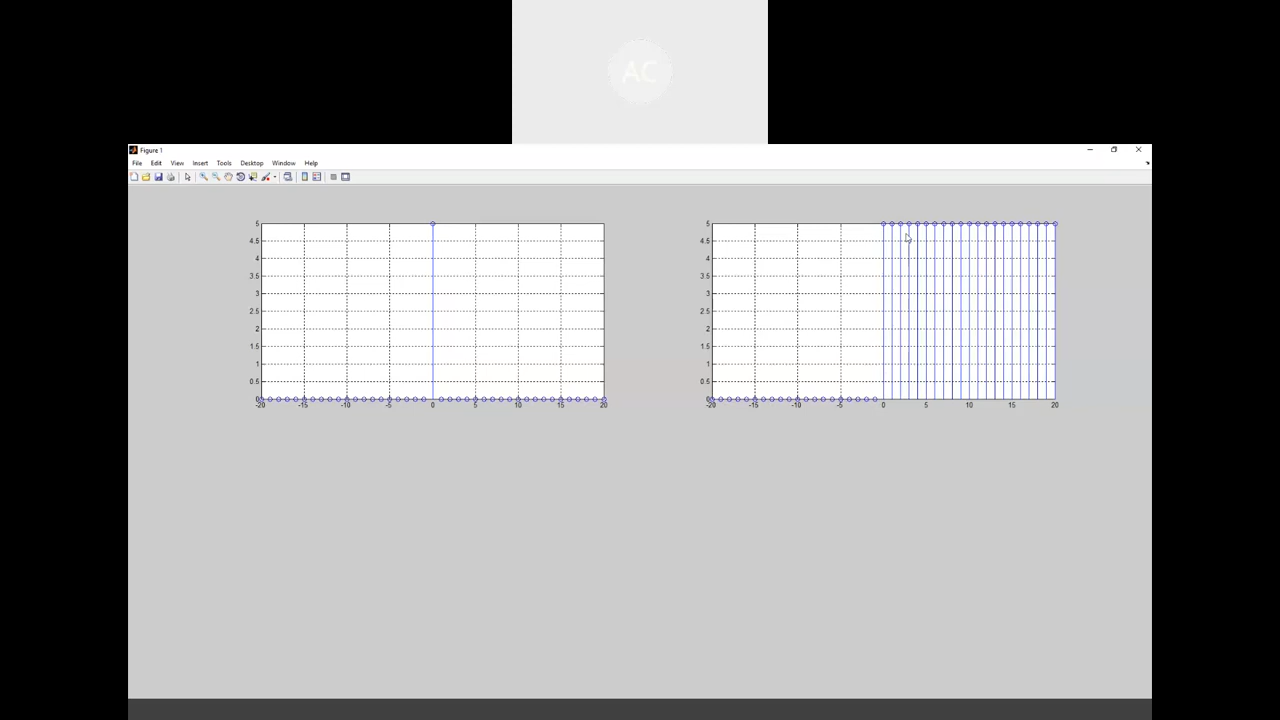 AC
Figure 1
File Edit View Insert Tools Desktop Window Help
5 5
4.5 4.5
4 4
3.5 3.5
3 3
2.5 2.5
2 2
1.5 1.5
1 1
0.5 0.5
0 0
-20 -15 -10 -5 0 5 10 15 20 -20 -15 -10 -5 0 5 10 15 20